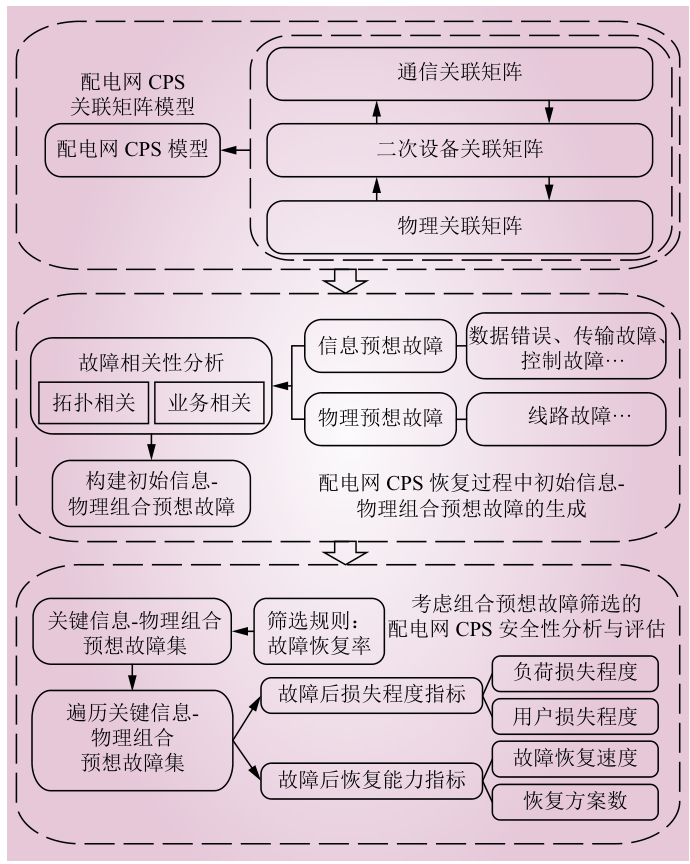 配电网 CPS
关联矩阵模型
配电网 CPS 模型
通信关联矩阵
二次设备关联矩阵
物理关联矩阵
故障相关性分析
拓扑相关
业务相关
构建初始信息-
物理组合预想故障
信息预想故障
数据错误、传输故障、
控制故障…
物理预想故障
线路故障…
配电网 CPS 恢复过程中初始信息-
物理组合预想故障的生成
考虑组合预想故障筛选的
配电网 CPS 安全性分析与评估
关键信息-物理组合
预想故障集
筛选规则：
故障恢复率
遍历关键信息-
物理组合
预想故障集
故障后损失程度指标
负荷损失程度
用户损失程度
故障后恢复能力指标
故障恢复速度
恢复方案数